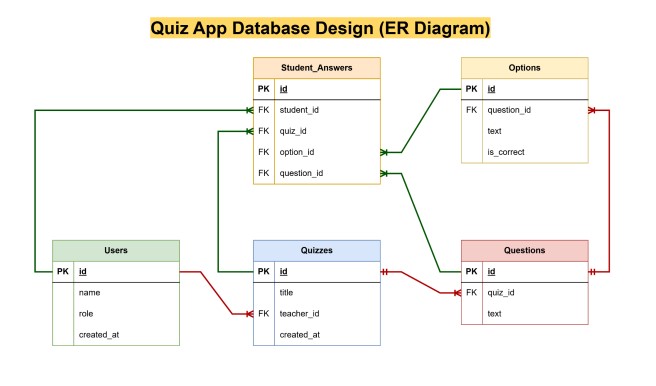 Quiz App Database Design (ER Diagram)
Student_Answers
PK id
FK student_id
FK quiz_id
FK option_id
FK question_id
Options
PK id
FK question_id
text
is_correct
Users
PK id
name
role
created_at
Quizzes
PK id
title
FK teacher_id
created_at
Questions
PK id
FK quiz_id
text